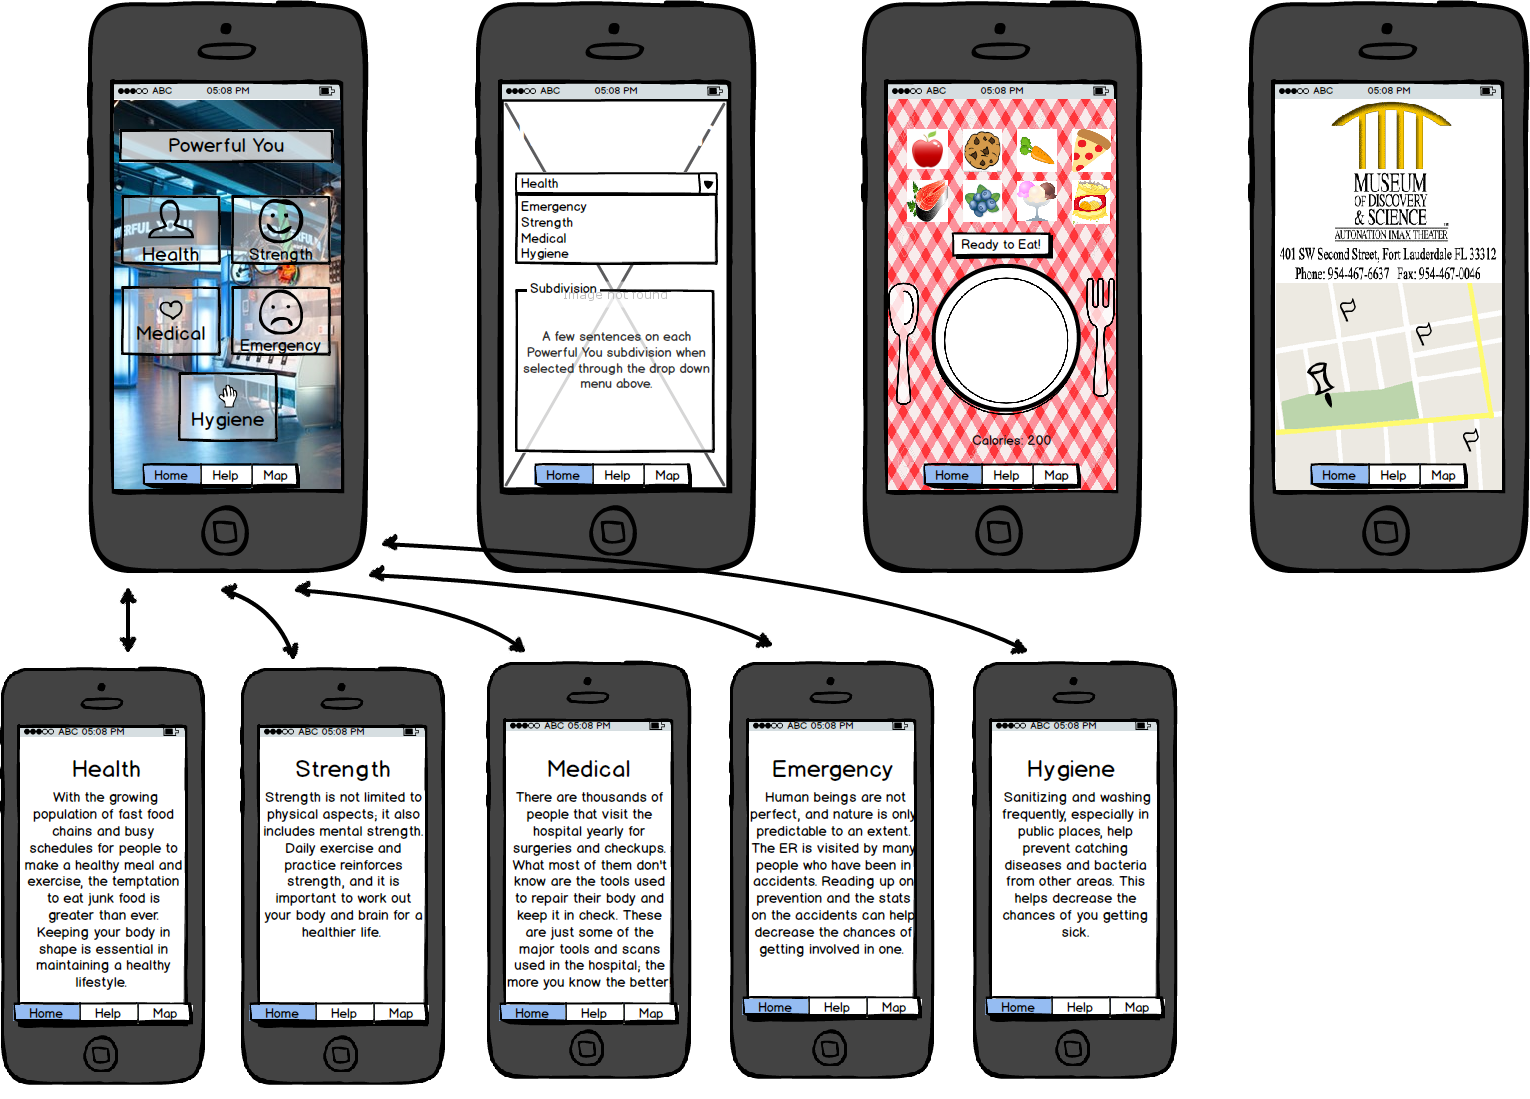 ABC 05:08 PM
Powerful You
Health
Strength
Medical
Emergency
Hygiene
Home Help Map
ABC 05:08 PM
Health
Emergency
Strength
Medical
Hygiene
Subdivision
Image not found
A few sentences on each
Powerful You subdivision when
selected through the drop down
menu above.
Home Help Map
ABC 05:08 PM
Ready to Eat!
Calories: 200
Home Help Map
ABC 05:08 PM
MUSEUM
OF DISCOVERY
& SCIENCE
AUTONATION IMAX THEATER
401 SW Second Street, Fort Lauderdale FL 33312
Phone: 954-467-6637 Fax: 954-467-0046
Home Help Map
ABC 05:08 PM
Health
With the growing
population of fast food
chains and busy
schedules for people to
make a healthy meal and
exercise, the temptation
to eat junk food is
greater than ever.
Keeping your body in
shape is essential in
maintaining a healthy
lifestyle.
Home Help Map
ABC 05:08 PM
Strength
Strength is not limited to
physical aspects; it also
includes mental strength.
Daily exercise and
practice reinforces
strength, and it is
important to work out
your body and brain for a
healthier life.
Home Help Map
ABC 05:08 PM
Medical
There are thousands of
people that visit the
hospital yearly for
surgeries and checkups.
What most of them don't
know are the tools used
to repair their body and
keep it in check. These
are just some of the
major tools and scans
used in the hospital; the
more you know the better
Home Help Map
ABC 05:08 PM
Emergency
Human beings are not
perfect, and nature is only
predictable to an extent.
The ER is visited by many
people who have been in
accidents. Reading up on
prevention and the stats
on the accidents can help
decrease the chances of
getting involved in one.
Home Help Map
ABC 05:08 PM
Hygiene
Sanitizing and washing
frequently, especially in
public places, help
prevent catching
diseases and bacteria
from other areas. This
helps decrease the
chances of you getting
sick.
Home Help Map